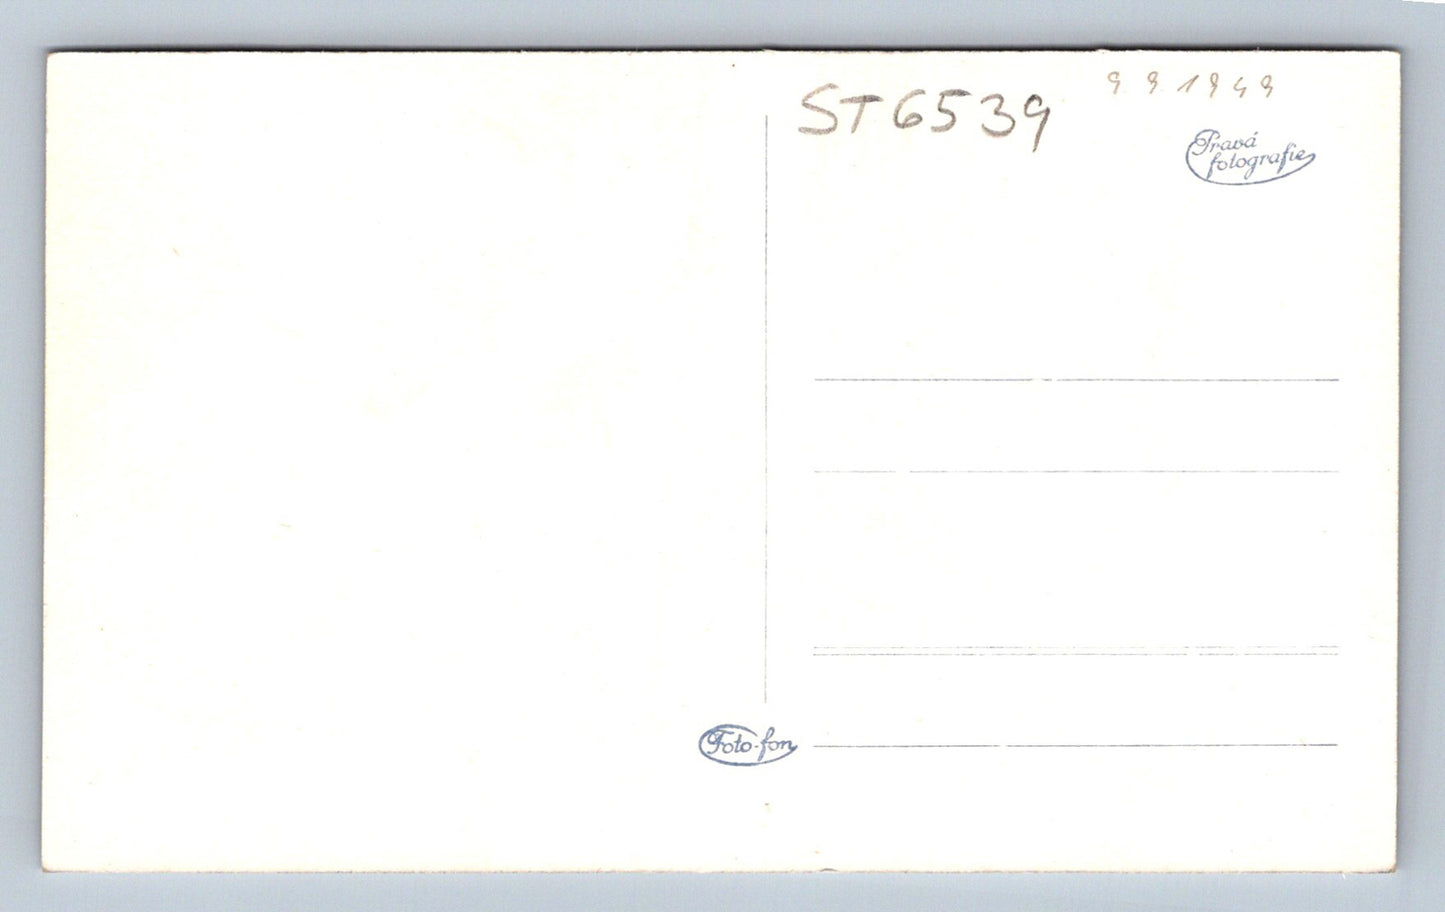 ST6539
9 9 1949
Pravá
fotografie
Foto-fon